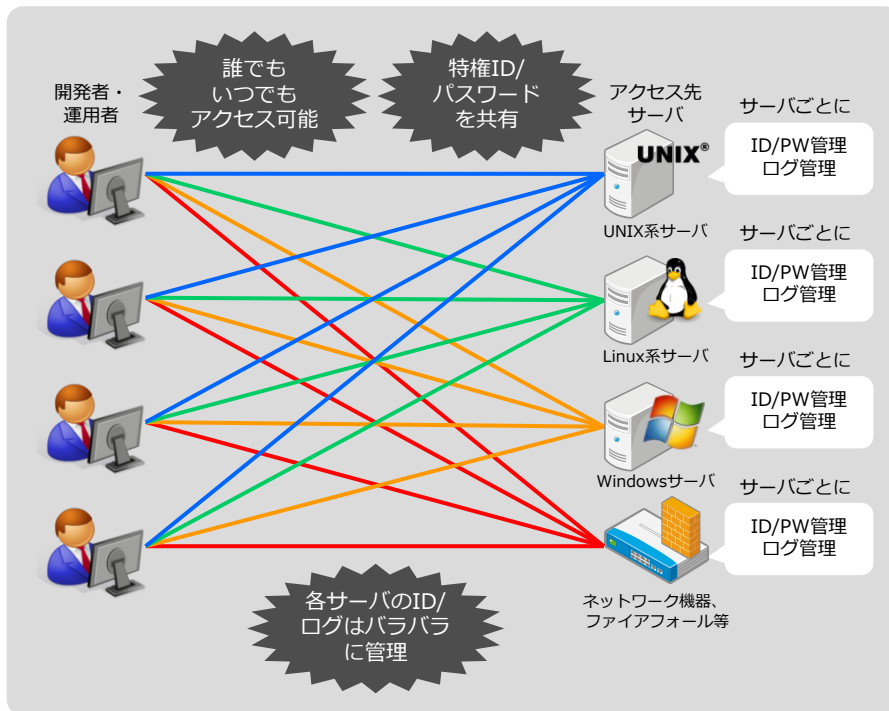 誰でも
いつでも
アクセス可能
特権ID/
パスワード
を共有
開発者・
運用者
アクセス先
サーバ
サーバごとに
ID/PW管理
ログ管理
UNIX®
UNIX系サーバ
サーバごとに
ID/PW管理
ログ管理
Linux系サーバ
サーバごとに
ID/PW管理
ログ管理
Windowsサーバ
サーバごとに
ID/PW管理
ログ管理
ネットワーク機器、
ファイアフォール等
各サーバのID/
ログはバラバラ
に管理